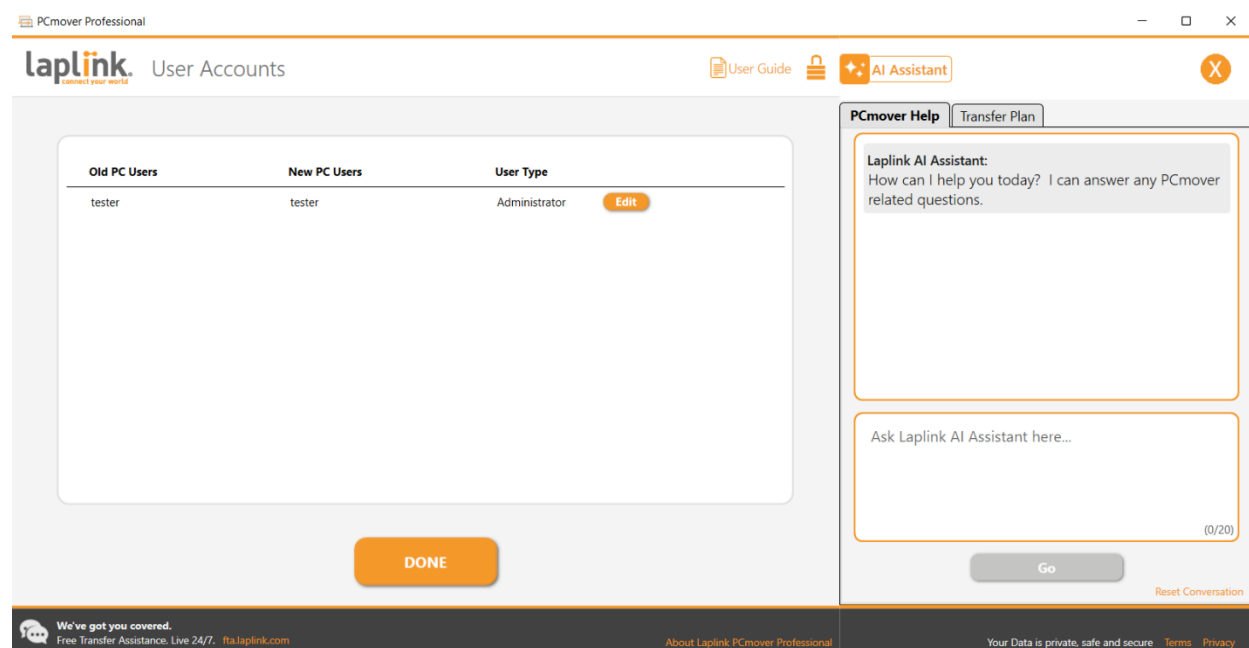 PCmover Professional
laplink.
connect your world
User Accounts
User Guide
AI Assistant
X
PCmover Help
Transfer Plan
Old PC Users
New PC Users
User Type
tester
tester
Administrator
Edit
DONE
Laplink AI Assistant:
How can I help you today? I can answer any PCmover
related questions.
Ask Laplink AI Assistant here...
(0/20)
Go
Reset Conversation
We've got you covered.
Free Transfer Assistance. Live 24/7. fta.laplink.com
About Laplink PCmover Professional
Your Data is private, safe and secure Terms Privacy